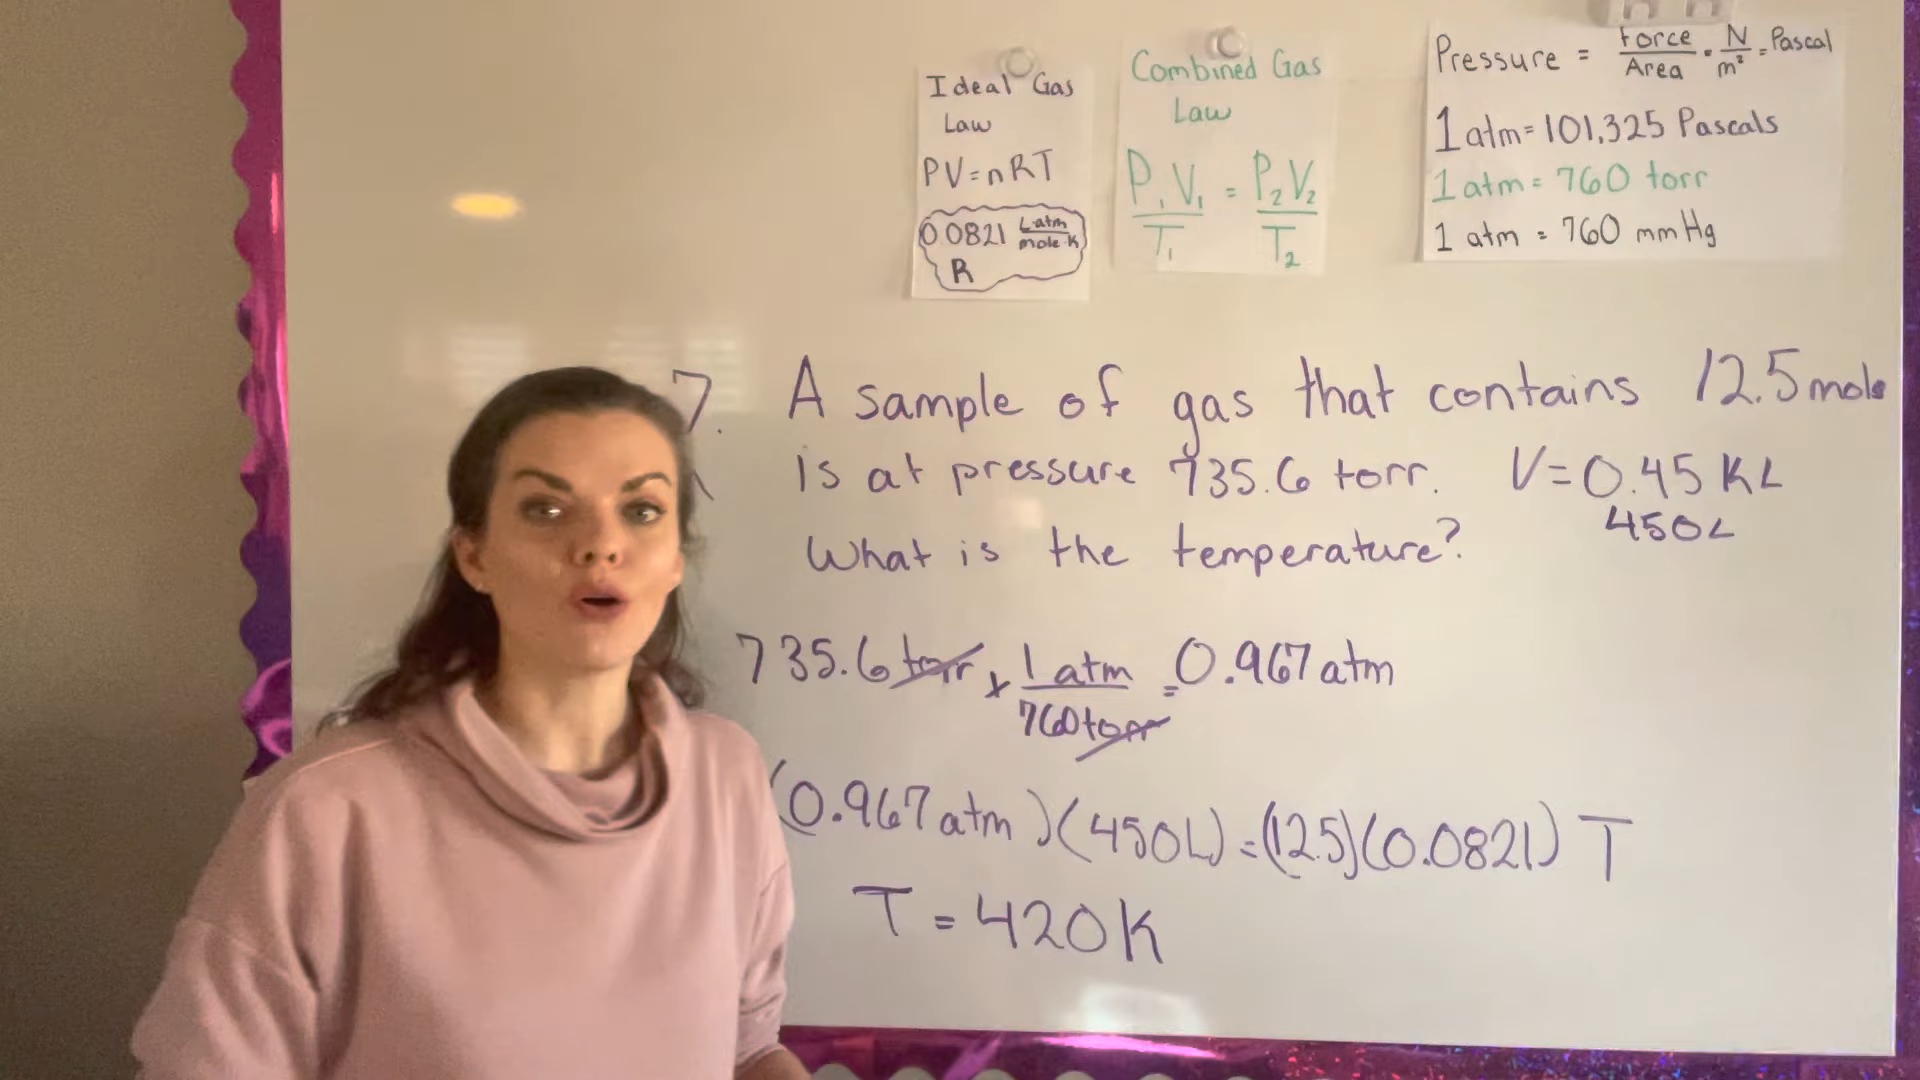 Ideal Gas
Law
PV=nRT
0.0821 L·atm/mole·K
R
Combined Gas
Law
P₁V₁/T₁ = P₂V₂/T₂
Pressure = Force/Area = N/m² = Pascal
1 atm = 101,325 Pascals
1 atm = 760 torr
1 atm = 760 mmHg
7. A sample of gas that contains 12.5 mols
is at pressure 735.6 torr. V=0.45 KL
450L
What is the temperature?
735.6 torr x 1 atm/760 torr = 0.967 atm
(0.967 atm)(450L)=(12.5)(0.0821) T
T = 420K